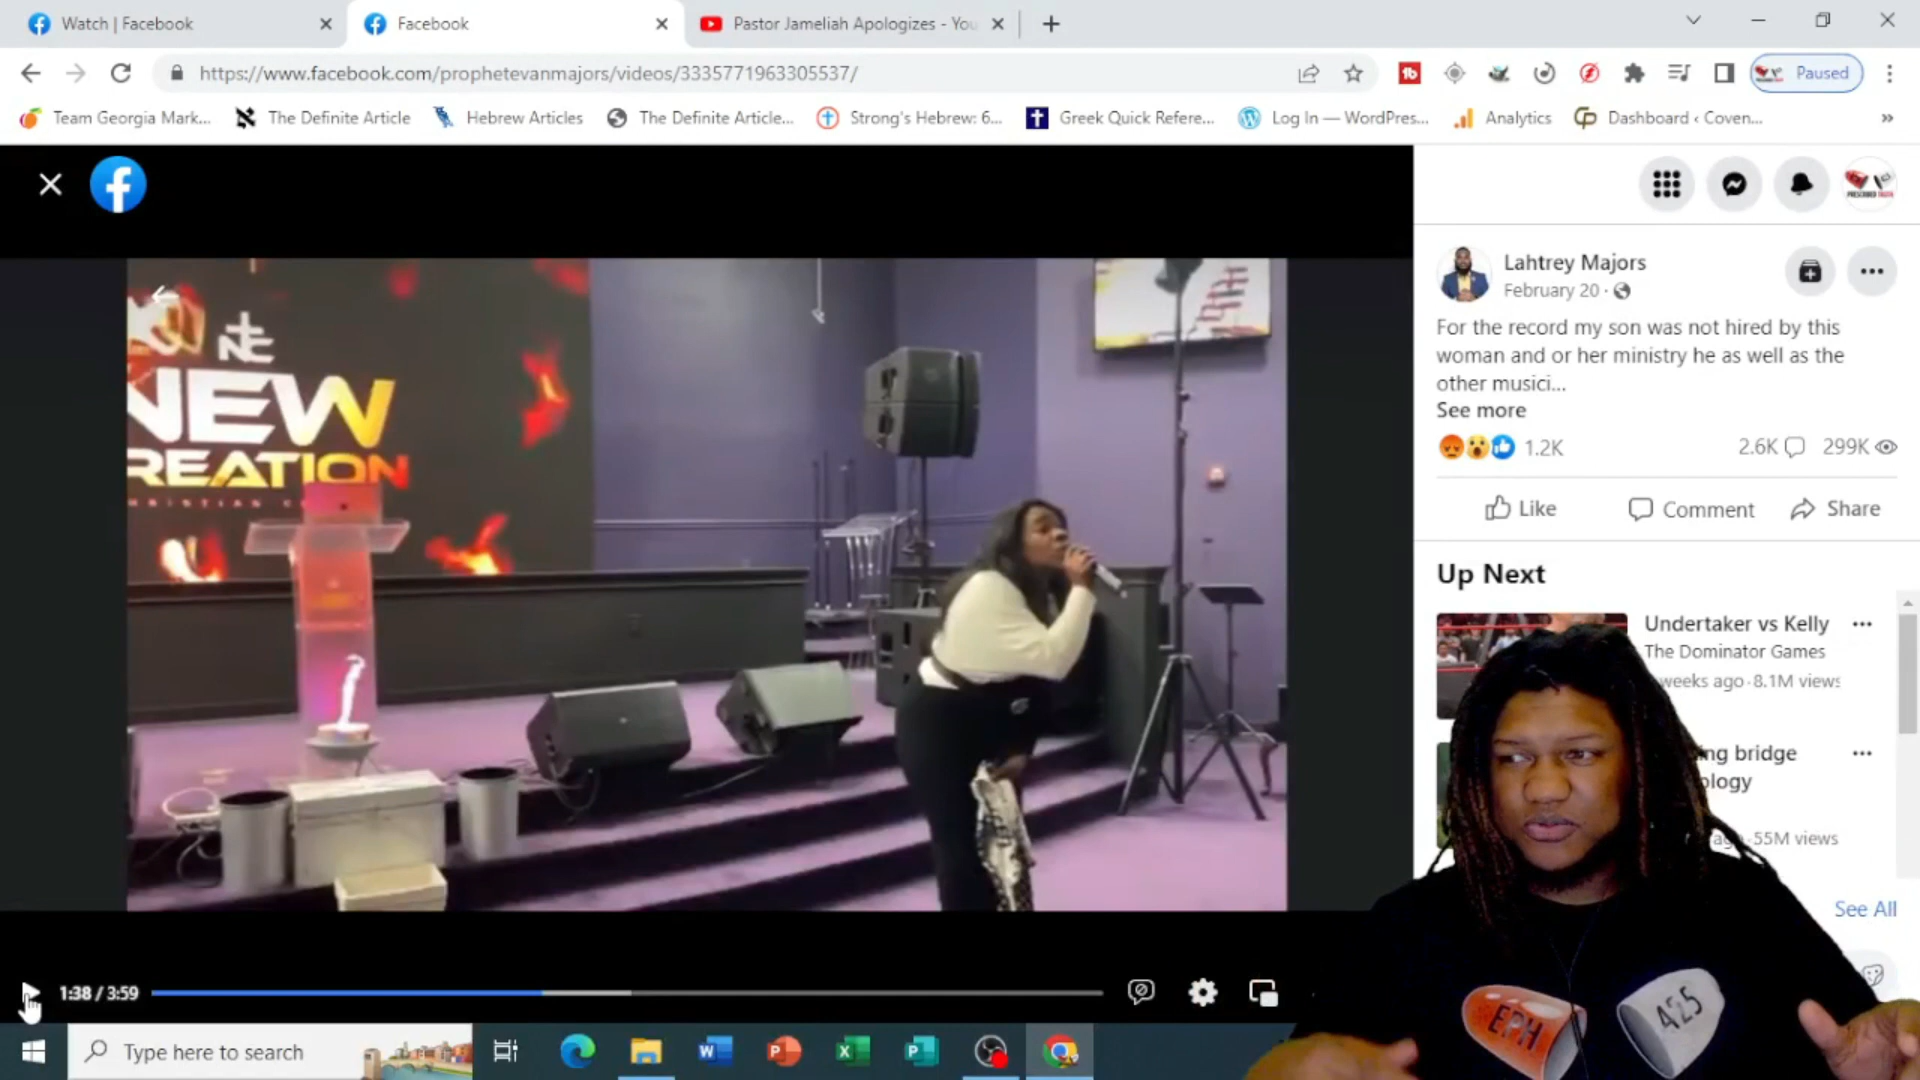 Watch | Facebook
Facebook
Pastor Jameliah Apologizes - You
https://www.facebook.com/prophetevanmajors/videos/3335771963305537/
Paused
Team Georgia Mark...
The Definite Article
Hebrew Articles
The Definite Article...
Strong's Hebrew: 6...
Greek Quick Refere...
Log In — WordPres...
Analytics
Dashboard ‹ Coven...
»
PRESCRIBED TRUTH
Lahtrey Majors
February 20 ·
For the record my son was not hired by this
woman and or her ministry he as well as the
other musici...
See more
1.2K
2.6K
299K
Like
Comment
Share
Up Next
Undertaker vs Kelly
The Dominator Games
weeks ago · 8.1M views
ing bridge
ology
ago · 55M views
See All
NC
NEW
REATION
1:38 / 3:59
EPH
425
Type here to search